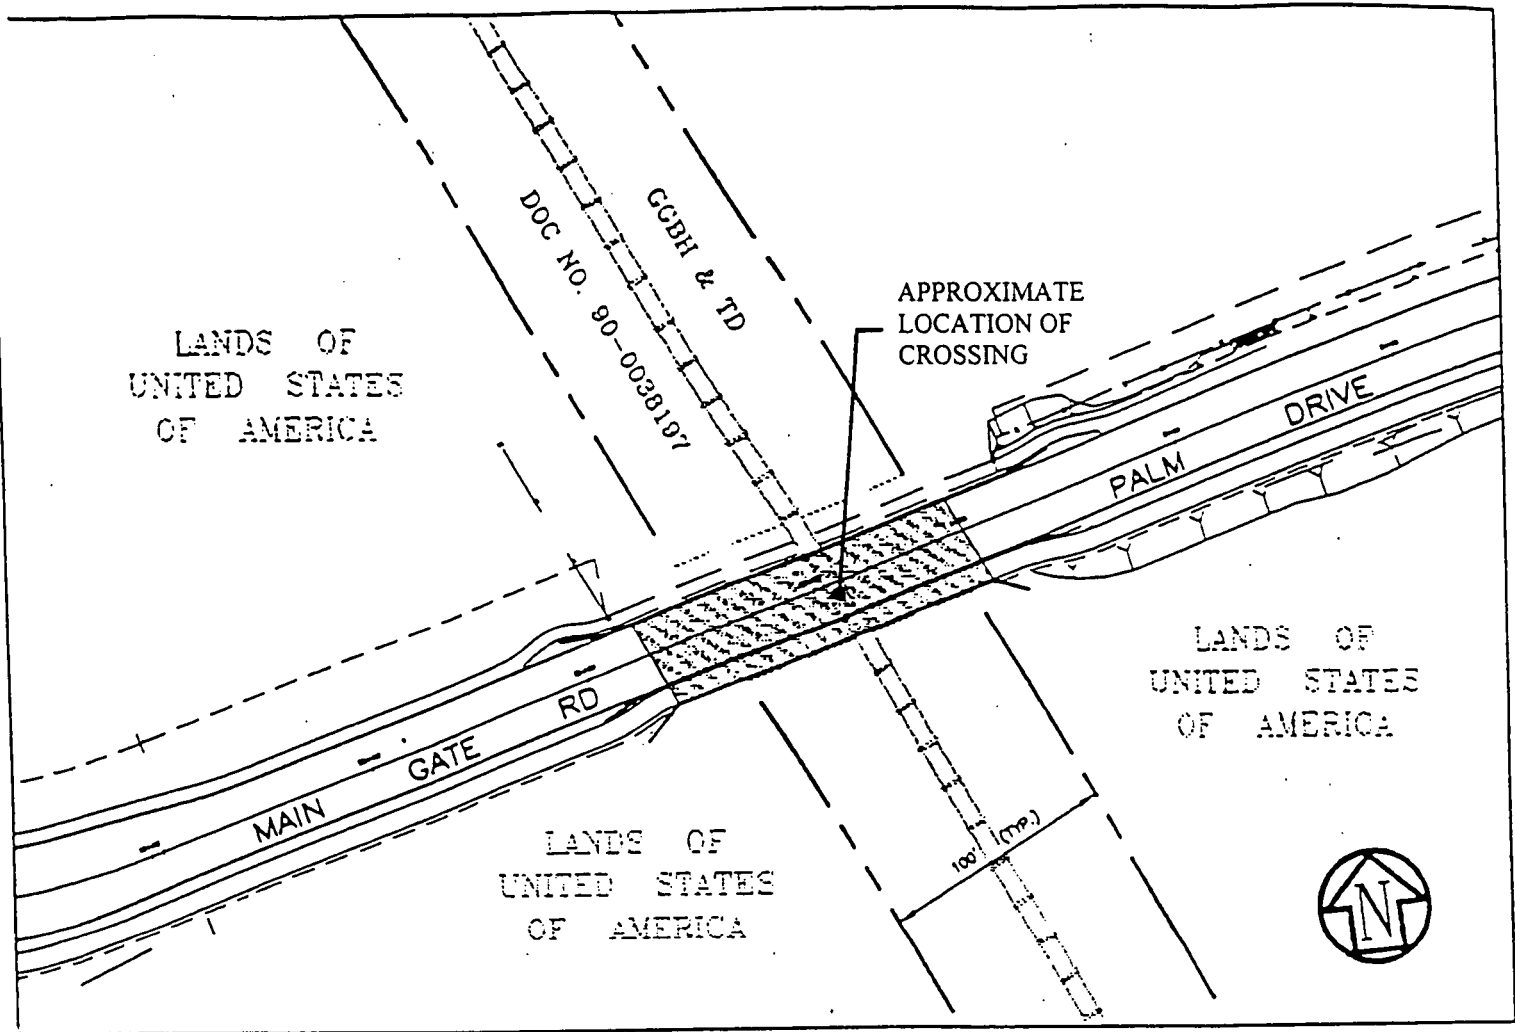 DOC NO. 90-0038197
GGBH & TD
APPROXIMATE
LOCATION OF
CROSSING
LANDS OF
UNITED STATES
OF AMERICA
PALM DRIVE
MAIN GATE RD
LANDS OF
UNITED STATES
OF AMERICA
LANDS OF
UNITED STATES
OF AMERICA
100' (TYP.)
N